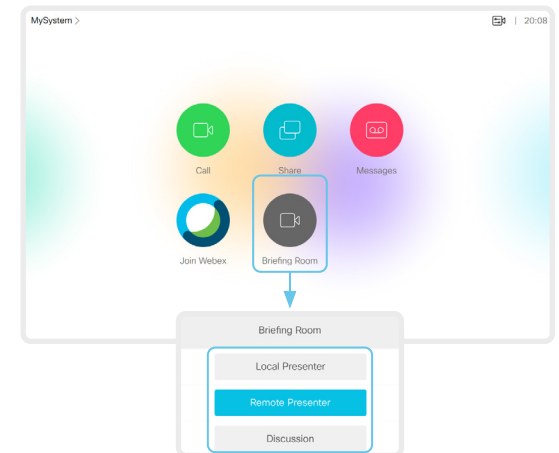 MySystem >
| 20:08
Call
Share
Messages
Join Webex
Briefing Room
Briefing Room
Local Presenter
Remote Presenter
Discussion